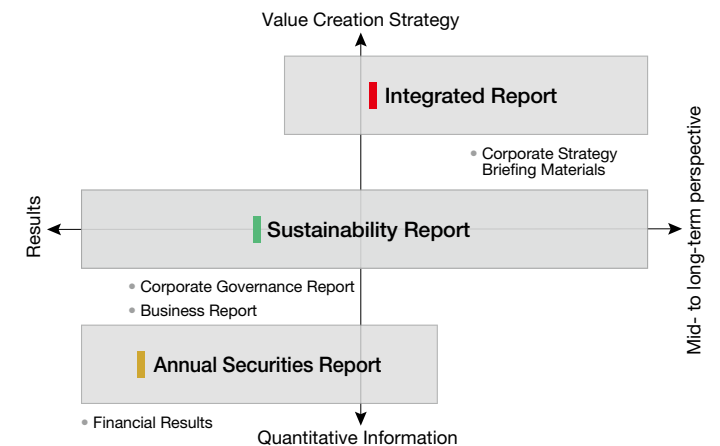 Value Creation Strategy
Integrated Report
• Corporate Strategy
Briefing Materials
Mid- to long-term perspective
Results
Sustainability Report
• Corporate Governance Report
• Business Report
Annual Securities Report
• Financial Results
Quantitative Information